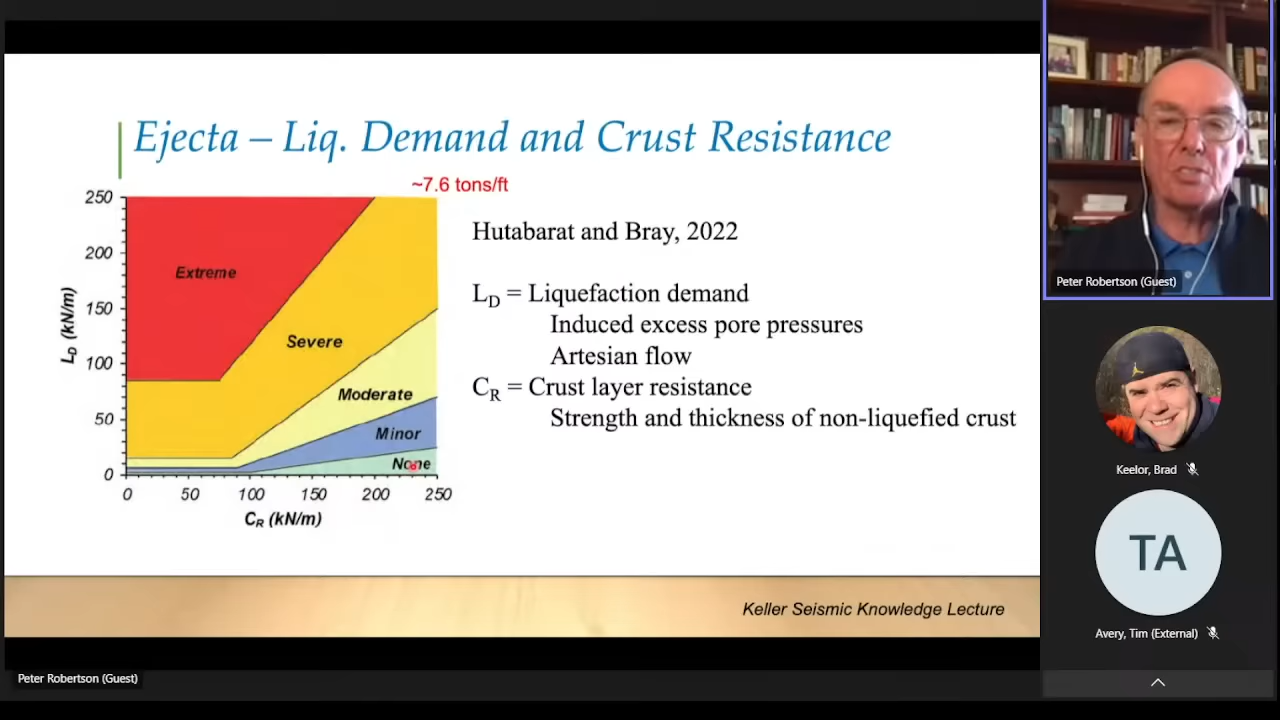 Ejecta – Liq. Demand and Crust Resistance
~7.6 tons/ft
250
200
150
100
50
0
L_D (kN/m)
Extreme
Severe
Moderate
Minor
None
0 50 100 150 200 250
C_R (kN/m)
Hutabarat and Bray, 2022
L_D = Liquefaction demand
Induced excess pore pressures
Artesian flow
C_R = Crust layer resistance
Strength and thickness of non-liquefied crust
Keller Seismic Knowledge Lecture
Peter Robertson (Guest)
Peter Robertson (Guest)
Keelor, Brad
TA
Avery, Tim (External)